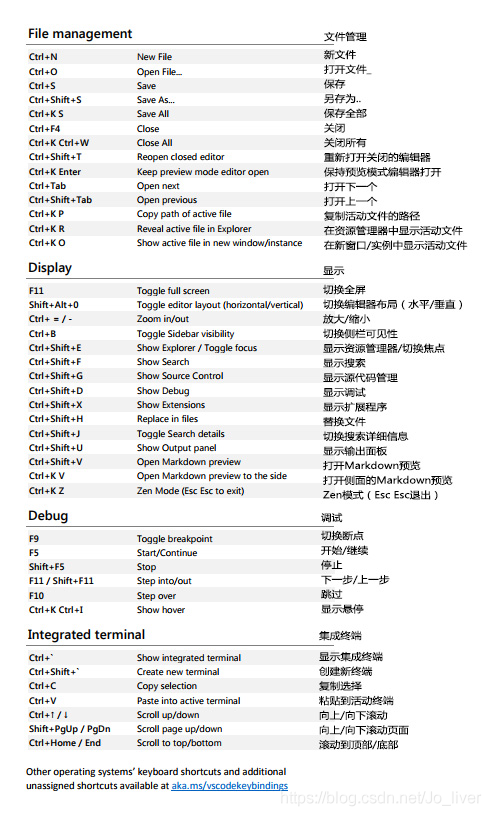 File management 文件管理
Ctrl+N New File 新文件
Ctrl+O Open File... 打开文件_
Ctrl+S Save 保存
Ctrl+Shift+S Save As... 另存为..
Ctrl+K S Save All 保存全部
Ctrl+F4 Close 关闭
Ctrl+K Ctrl+W Close All 关闭所有
Ctrl+Shift+T Reopen closed editor 重新打开关闭的编辑器
Ctrl+K Enter Keep preview mode editor open 保持预览模式编辑器打开
Ctrl+Tab Open next 打开下一个
Ctrl+Shift+Tab Open previous 打开上一个
Ctrl+K P Copy path of active file 复制活动文件的路径
Ctrl+K R Reveal active file in Explorer 在资源管理器中显示活动文件
Ctrl+K O Show active file in new window/instance 在新窗口/实例中显示活动文件
Display 显示
F11 Toggle full screen 切换全屏
Shift+Alt+0 Toggle editor layout (horizontal/vertical) 切换编辑器布局（水平/垂直）
Ctrl+ = / - Zoom in/out 放大/缩小
Ctrl+B Toggle Sidebar visibility 切换侧栏可见性
Ctrl+Shift+E Show Explorer / Toggle focus 显示资源管理器/切换焦点
Ctrl+Shift+F Show Search 显示搜索
Ctrl+Shift+G Show Source Control 显示源代码管理
Ctrl+Shift+D Show Debug 显示调试
Ctrl+Shift+X Show Extensions 显示扩展程序
Ctrl+Shift+H Replace in files 替换文件
Ctrl+Shift+J Toggle Search details 切换搜索详细信息
Ctrl+Shift+U Show Output panel 显示输出面板
Ctrl+Shift+V Open Markdown preview 打开Markdown预览
Ctrl+K V Open Markdown preview to the side 打开侧面的Markdown预览
Ctrl+K Z Zen Mode (Esc Esc to exit) Zen模式（Esc Esc退出）
Debug 调试
F9 Toggle breakpoint 切换断点
F5 Start/Continue 开始/继续
Shift+F5 Stop 停止
F11 / Shift+F11 Step into/out 下一步/上一步
F10 Step over 跳过
Ctrl+K Ctrl+I Show hover 显示悬停
Integrated terminal 集成终端
Ctrl+` Show integrated terminal 显示集成终端
Ctrl+Shift+` Create new terminal 创建新终端
Ctrl+C Copy selection 复制选择
Ctrl+V Paste into active terminal 粘贴到活动终端
Ctrl+↑ / ↓ Scroll up/down 向上/向下滚动
Shift+PgUp / PgDn Scroll page up/down 向上/向下滚动页面
Ctrl+Home / End Scroll to top/bottom 滚动到顶部/底部
Other operating systems’ keyboard shortcuts and additional
unassigned shortcuts available at aka.ms/vscodekeybindings
https://blog.csdn.net/Jo_liver